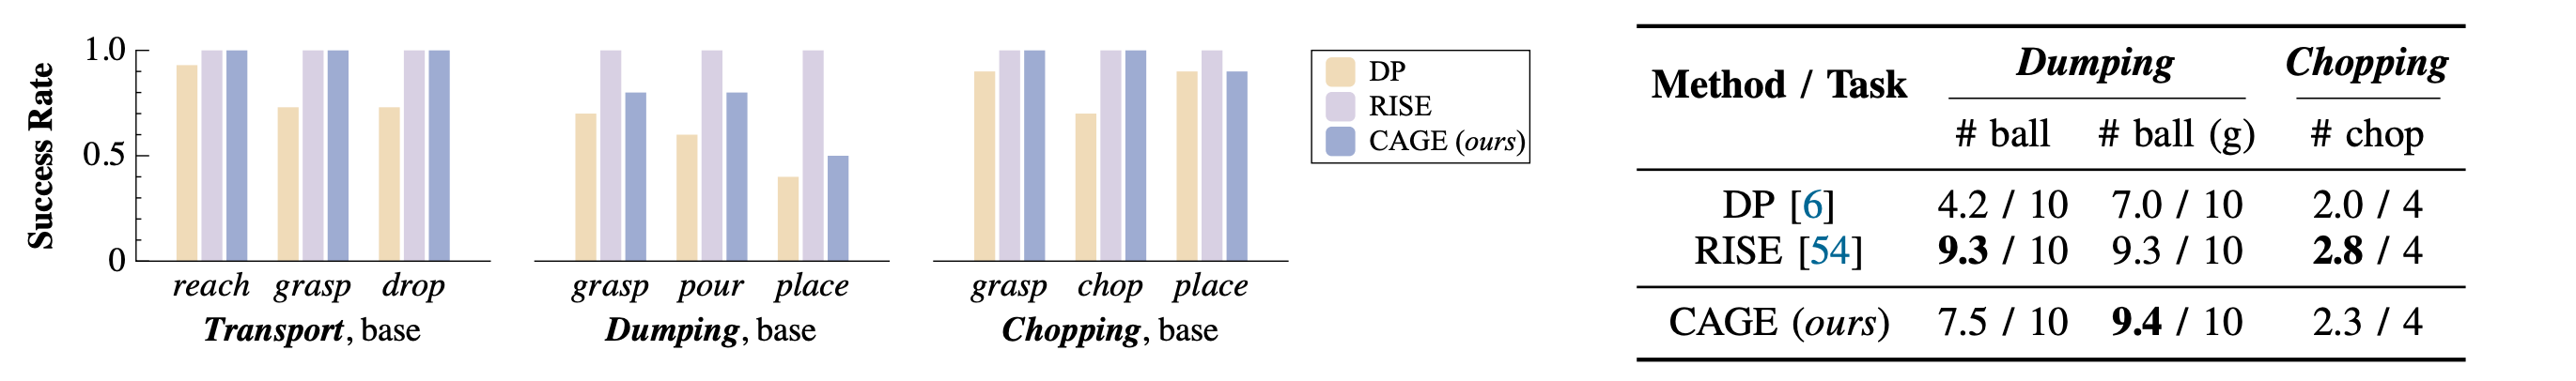 Success Rate
1.0
0.5
0
reach grasp drop
Transport, base
grasp pour place
Dumping, base
grasp chop place
Chopping, base
DP
RISE
CAGE (ours)
Method / Task Dumping Chopping
# ball # ball (g) # chop
DP [6] 4.2 / 10 7.0 / 10 2.0 / 4
RISE [54] 9.3 / 10 9.3 / 10 2.8 / 4
CAGE (ours) 7.5 / 10 9.4 / 10 2.3 / 4